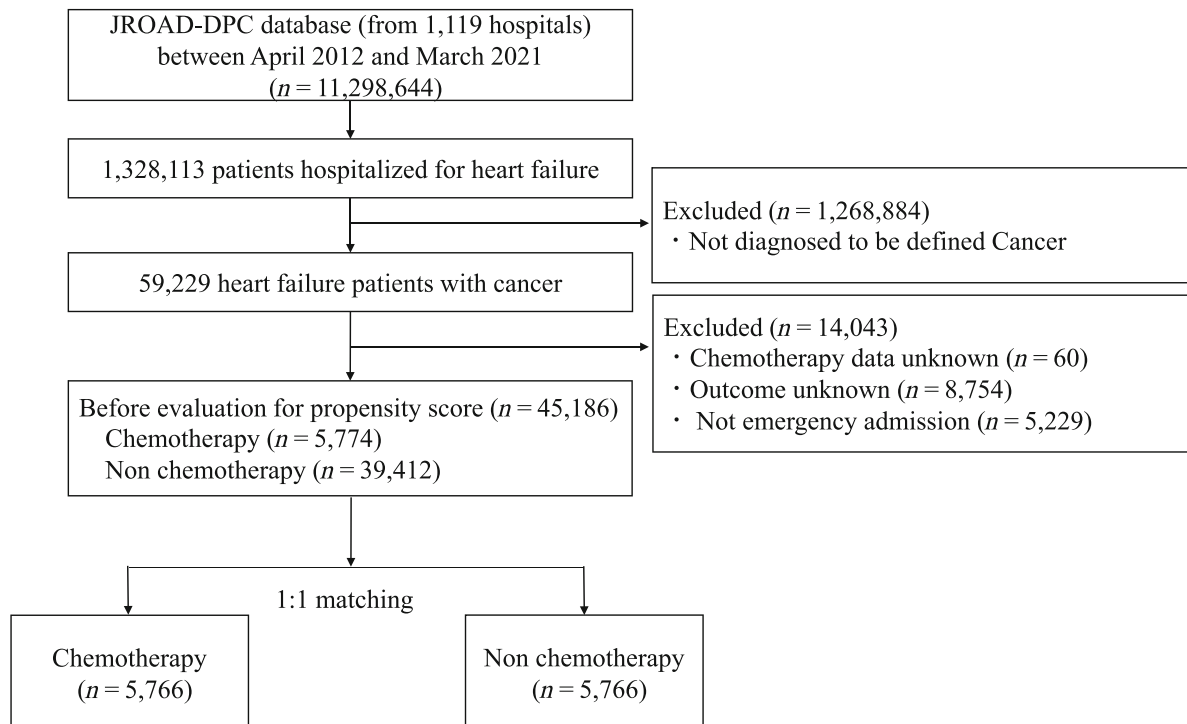 JROAD-DPC database (from 1,119 hospitals)
between April 2012 and March 2021
(n = 11,298,644)
1,328,113 patients hospitalized for heart failure
Excluded (n = 1,268,884)
・Not diagnosed to be defined Cancer
59,229 heart failure patients with cancer
Excluded (n = 14,043)
・Chemotherapy data unknown (n = 60)
・Outcome unknown (n = 8,754)
・ Not emergency admission (n = 5,229)
Before evaluation for propensity score (n = 45,186)
Chemotherapy (n = 5,774)
Non chemotherapy (n = 39,412)
1:1 matching
Chemotherapy
(n = 5,766)
Non chemotherapy
(n = 5,766)